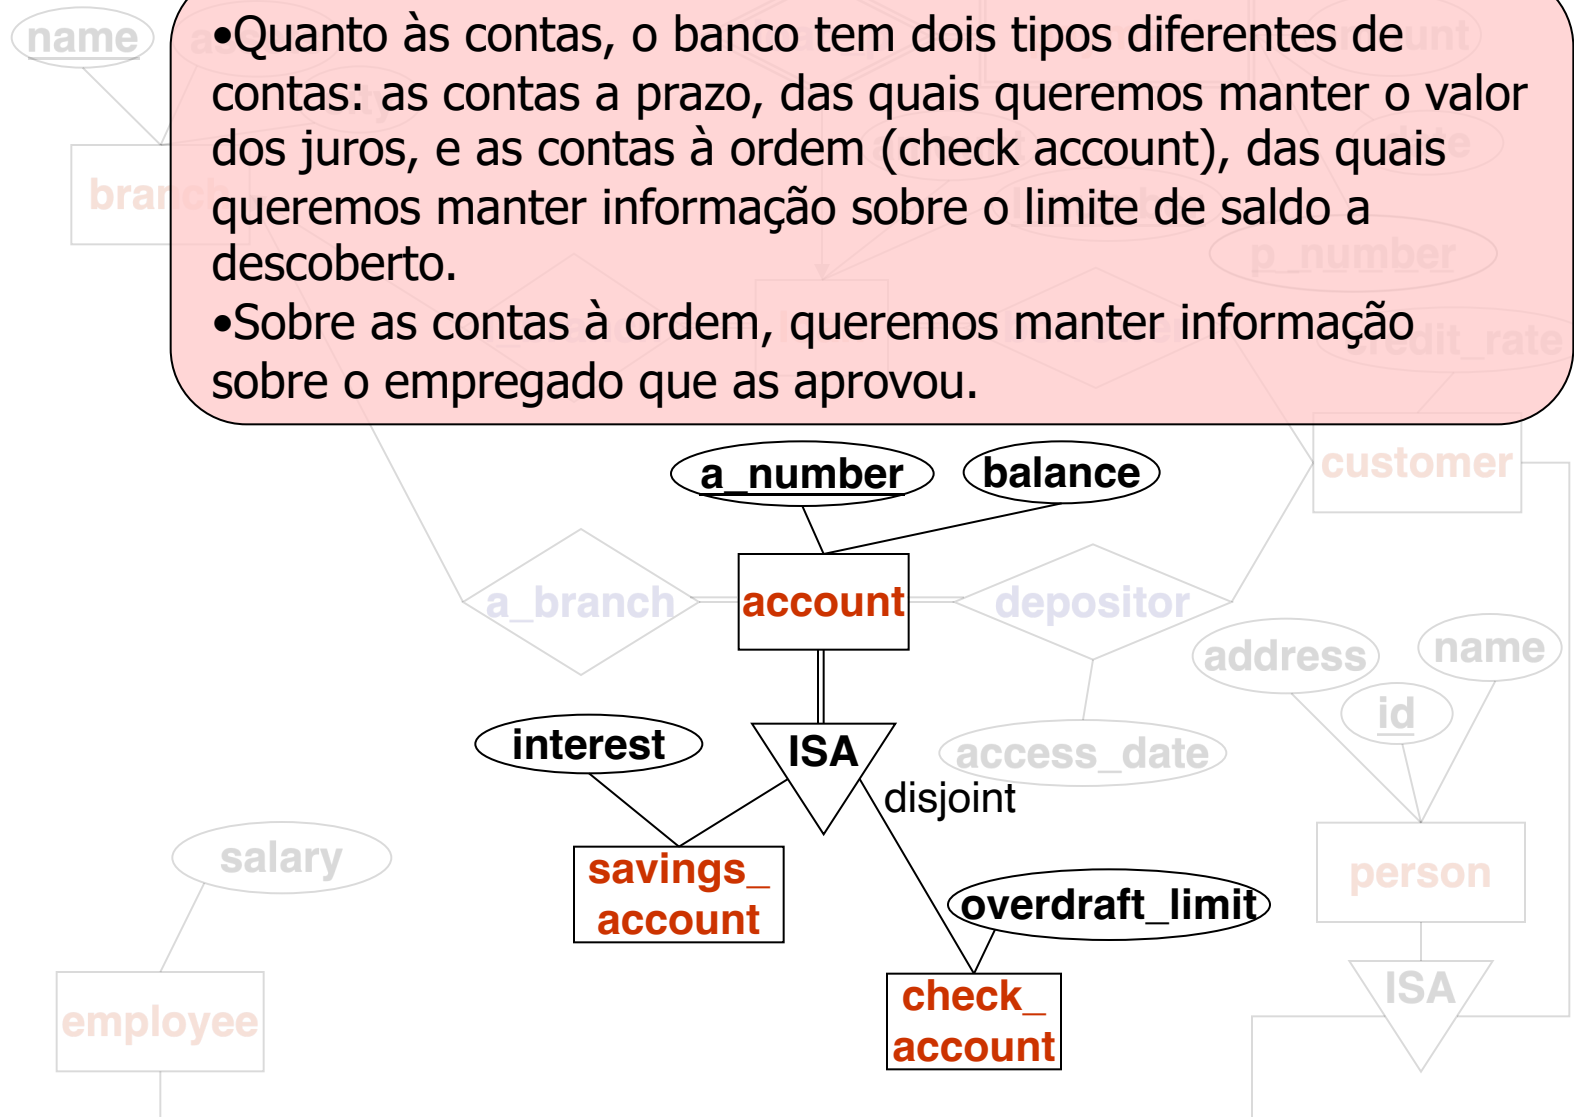 •Quanto às contas, o banco tem dois tipos diferentes de
contas: as contas a prazo, das quais queremos manter o valor
dos juros, e as contas à ordem (check account), das quais
queremos manter informação sobre o limite de saldo a
descoberto.
•Sobre as contas à ordem, queremos manter informação
sobre o empregado que as aprovou.
name
branch
p_number
credit_rate
customer
a_number
balance
a_branch
account
depositor
address
name
id
interest
ISA
access_date
disjoint
salary
savings_
account
overdraft_limit
person
employee
check_
account
ISA